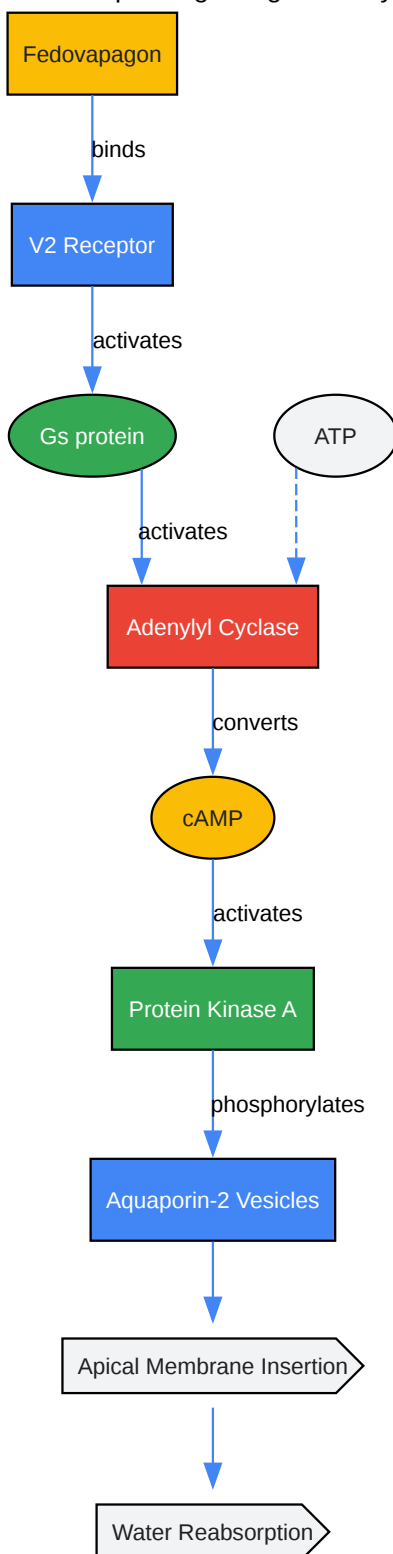 Fedovapagon
binds
V2 Receptor
activates
Gs protein
ATP
activates
Adenylyl Cyclase
converts
cAMP
activates
Protein Kinase A
phosphorylates
Aquaporin-2 Vesicles
Apical Membrane Insertion
Water Reabsorption